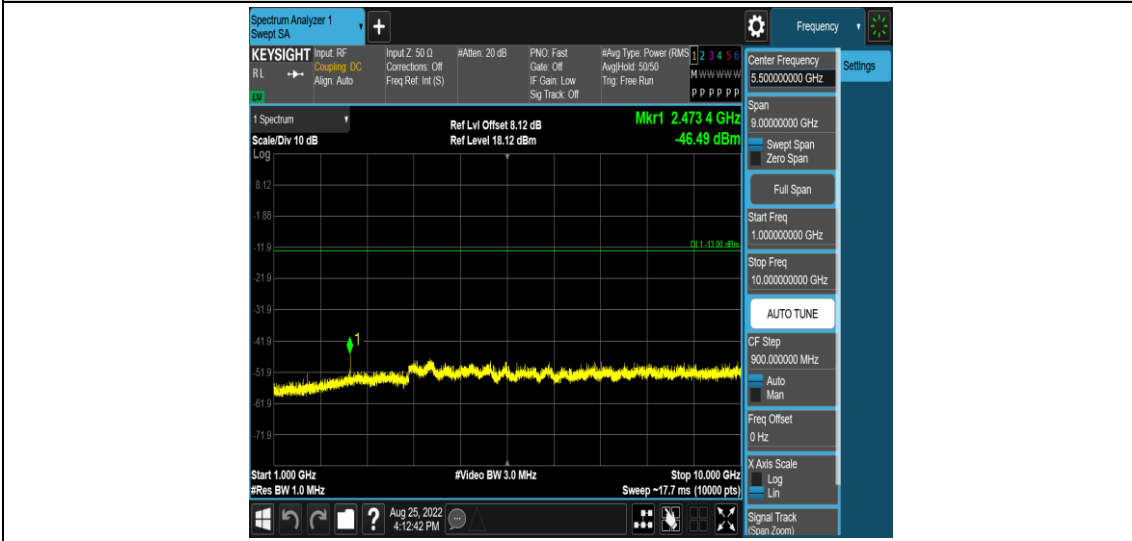 Spectrum Analyzer 1
Swept SA
+
Frequency
KEYSIGHT
RL
Input: RF
Coupling: DC
Align: Auto
Input Z: 50 Ω
Corrections: Off
Freq Ref: Int (S)
#Atten: 20 dB
PNO: Fast
Gate: Off
IF Gain: Low
Sig Track: Off
#Avg Type: Power (RMS
Avg|Hold: 50/50
Trig: Free Run
1 2 3 4 5 6
M W W W W W
P P P P P P
1 Spectrum
Scale/Div 10 dB
Log
Ref Lvl Offset 8.12 dB
Ref Level 18.12 dBm
Mkr1 2.473 4 GHz
-46.49 dBm
8.12
-1.88
-11.9
DL1 -13.00 dBm
-21.9
-31.9
-41.9
1
-51.9
-61.9
-71.9
Start 1.000 GHz
#Res BW 1.0 MHz
#Video BW 3.0 MHz
Stop 10.000 GHz
Sweep ~17.7 ms (10000 pts)
?
Aug 25, 2022
4:12:42 PM
Center Frequency
5.500000000 GHz
Settings
Span
9.00000000 GHz
Swept Span
Zero Span
Full Span
Start Freq
1.000000000 GHz
Stop Freq
10.000000000 GHz
AUTO TUNE
CF Step
900.000000 MHz
Auto
Man
Freq Offset
0 Hz
X Axis Scale
Log
Lin
Signal Track
(Span Zoom)